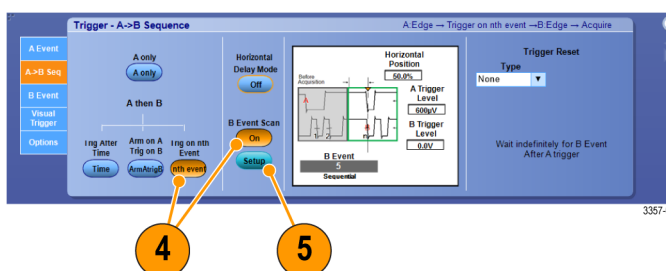 Trigger - A->B Sequence
A:Edge → Trigger on nth event →B:Edge → Acquire
A Event
A->B Seq
B Event
Visual
Trigger
Options
A only
A only
A then B
Trig After
Time
Time
Arm on A
Trig on B
ArmAtrigB
Trig on nth
Event
nth event
Horizontal
Delay Mode
Off
B Event Scan
On
Setup
Before
Acquisition
Horizontal
Position
50.0%
A Trigger
Level
600µV
B Trigger
Level
0.0V
B Event
5
Sequential
Trigger Reset
Type
None
Wait indefinitely for B Event
After A trigger
3357-
4
5